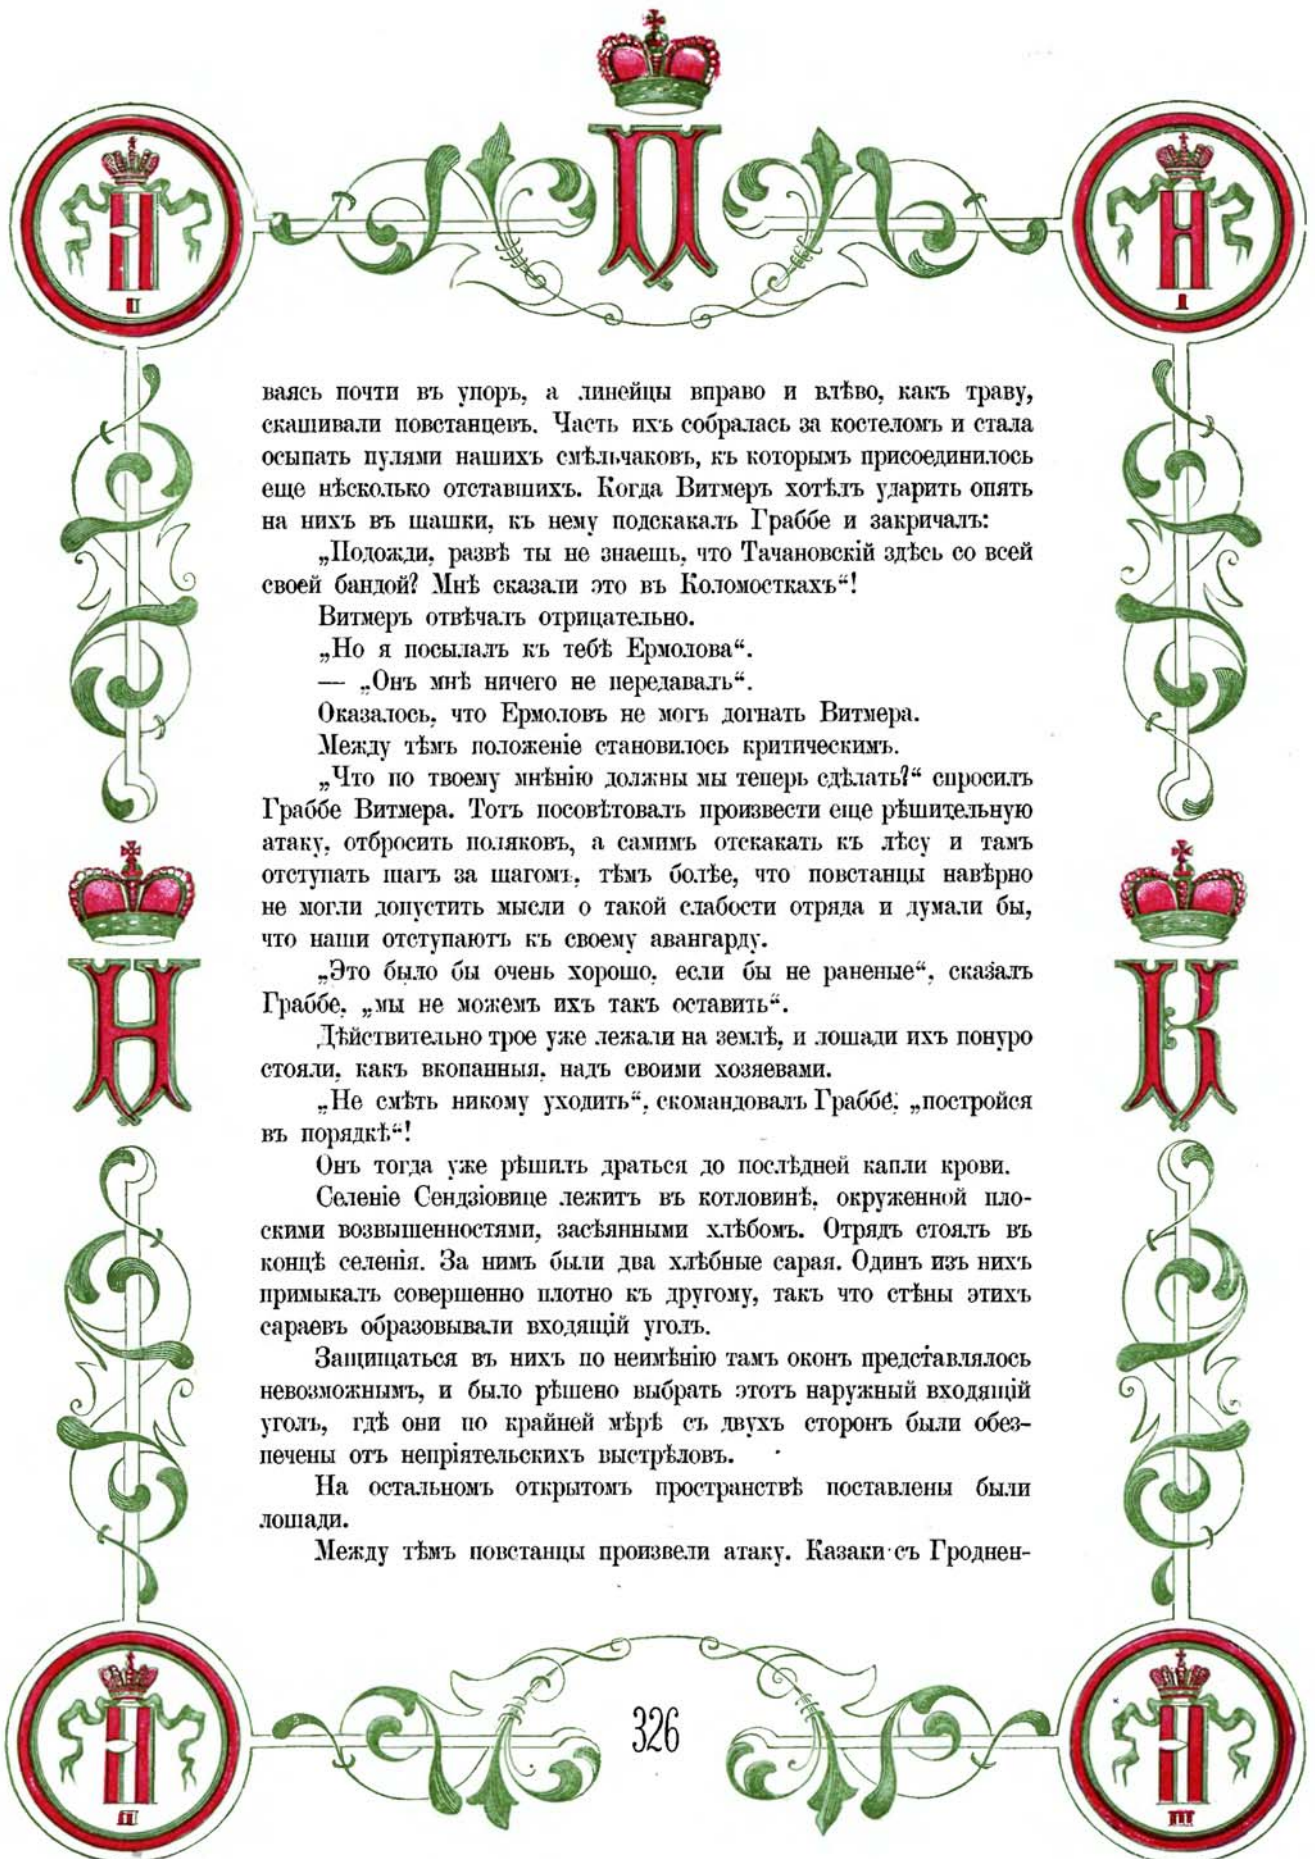 П
II
I
ваясь почти въ упоръ, а линейцы вправо и влѣво, какъ траву,
скашивали повстанцевъ. Часть ихъ собралась за костеломъ и стала
осыпать пулями нашихъ смѣльчаковъ, къ которымъ присоединилось
еще нѣсколько отставшихъ. Когда Витмеръ хотѣлъ ударить опять
на нихъ въ шашки, къ нему подскакалъ Граббе и закричалъ:
„Подожди, развѣ ты не знаешь, что Тачановскій здѣсь со всей
своей бандой? Мнѣ сказали это въ Коломосткахъ“!
Витмеръ отвѣчалъ отрицательно.
„Но я посылалъ къ тебѣ Ермолова“.
— „Онъ мнѣ ничего не передавалъ“.
Оказалось, что Ермоловъ не могъ догнать Витмера.
Между тѣмъ положеніе становилось критическимъ.
„Что по твоему мнѣнію должны мы теперь сдѣлать?“ спросилъ
Граббе Витмера. Тотъ посовѣтовалъ произвести еще рѣшительную
атаку, отбросить поляковъ, а самимъ отскакать къ лѣсу и тамъ
отступать шагъ за шагомъ, тѣмъ болѣе, что повстанцы навѣрно
не могли допустить мысли о такой слабости отряда и думали бы,
что наши отступаютъ къ своему авангарду.
„Это было бы очень хорошо, если бы не раненые“, сказалъ
Граббе, „мы не можемъ ихъ такъ оставить“.
Дѣйствительно трое уже лежали на землѣ, и лошади ихъ понуро
стояли, какъ вкопанныя, надъ своими хозяевами.
„Не смѣть никому уходить“, скомандовалъ Граббе, „постройся
въ порядкѣ“!
Онъ тогда уже рѣшилъ драться до послѣдней капли крови.
Селеніе Сендзіовице лежитъ въ котловинѣ, окруженной пло-
скими возвышенностями, засѣянными хлѣбомъ. Отрядъ стоялъ въ
концѣ селенія. За нимъ были два хлѣбные сарая. Одинъ изъ нихъ
примыкалъ совершенно плотно къ другому, такъ что стѣны этихъ
сараевъ образовывали входящій уголъ.
Защищаться въ нихъ по неимѣнію тамъ оконъ представлялось
невозможнымъ, и было рѣшено выбрать этотъ наружный входящій
уголъ, гдѣ они по крайней мѣрѣ съ двухъ сторонъ были обез-
печены отъ непріятельскихъ выстрѣловъ.
На остальномъ открытомъ пространствѣ поставлены были
лошади.
Между тѣмъ повстанцы произвели атаку. Казаки съ Гроднен-
Н
К
326
III